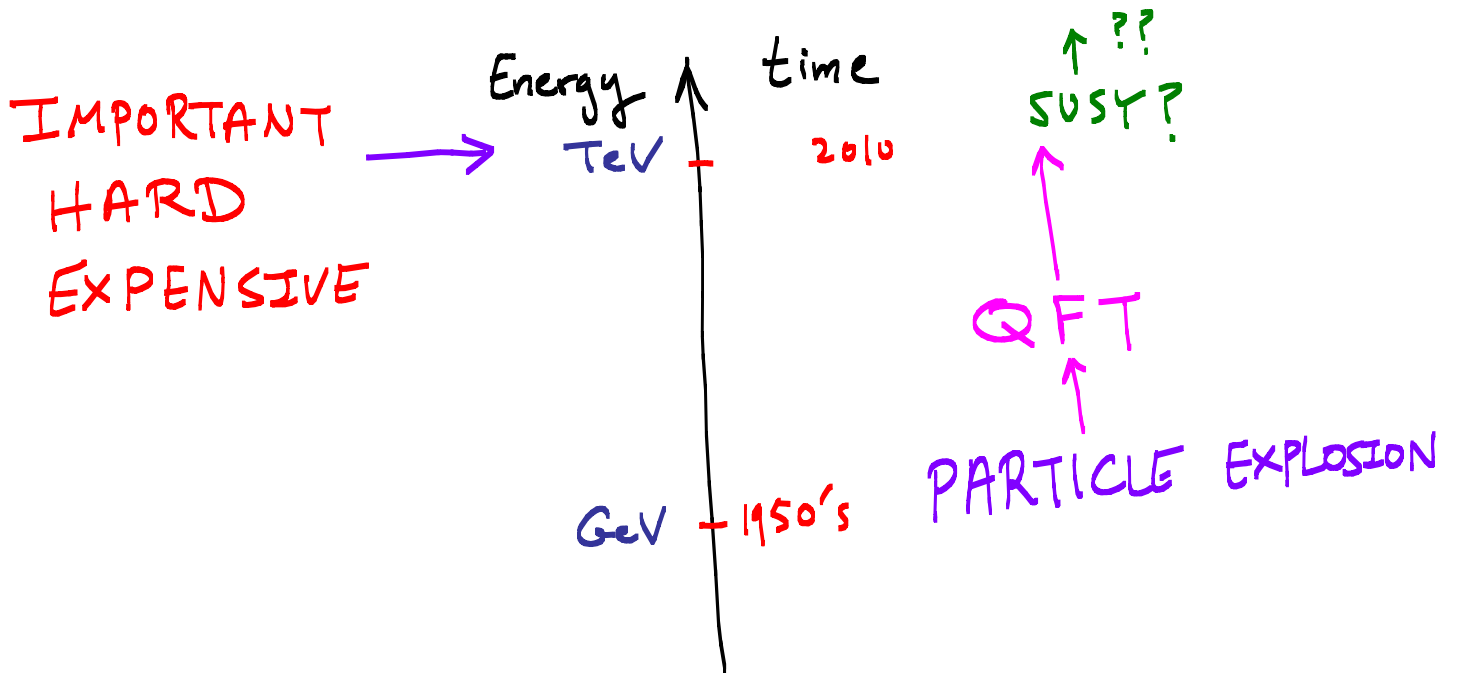 IMPORTANT
HARD
EXPENSIVE
Energy
time
TeV
2010
GeV
1950's
??
SUSY?
QFT
PARTICLE EXPLOSION